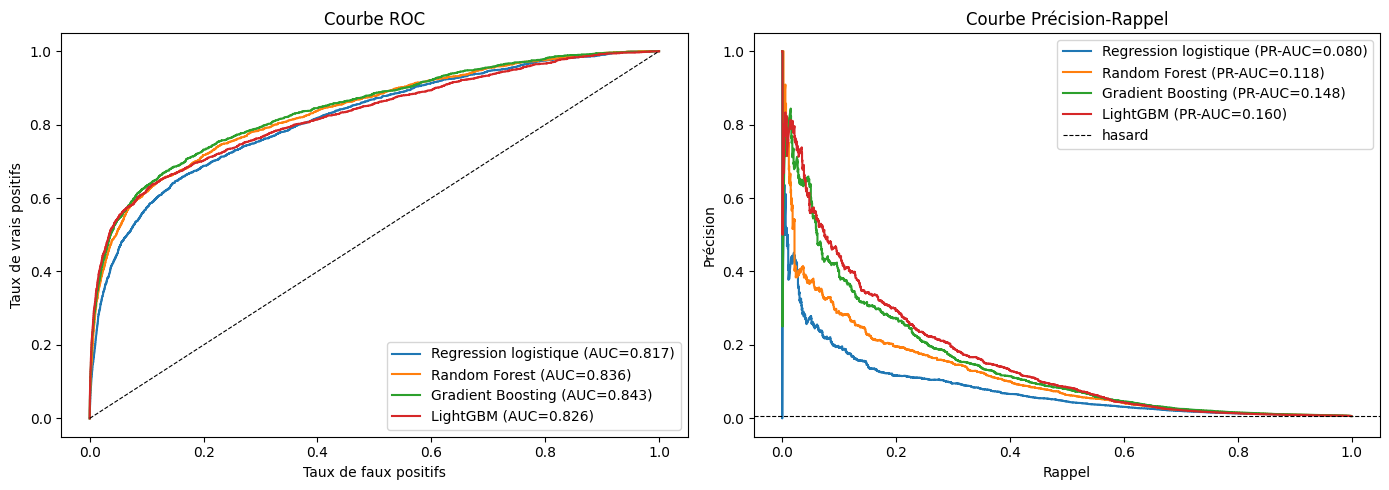 Courbe ROC
1.0
0.8
0.6
0.4
0.2
0.0
Taux de vrais positifs
0.0 0.2 0.4 0.6 0.8 1.0
Taux de faux positifs
Regression logistique (AUC=0.817)
Random Forest (AUC=0.836)
Gradient Boosting (AUC=0.843)
LightGBM (AUC=0.826)
Courbe Précision-Rappel
1.0
0.8
0.6
0.4
0.2
0.0
Précision
0.0 0.2 0.4 0.6 0.8 1.0
Rappel
Regression logistique (PR-AUC=0.080)
Random Forest (PR-AUC=0.118)
Gradient Boosting (PR-AUC=0.148)
LightGBM (PR-AUC=0.160)
hasard